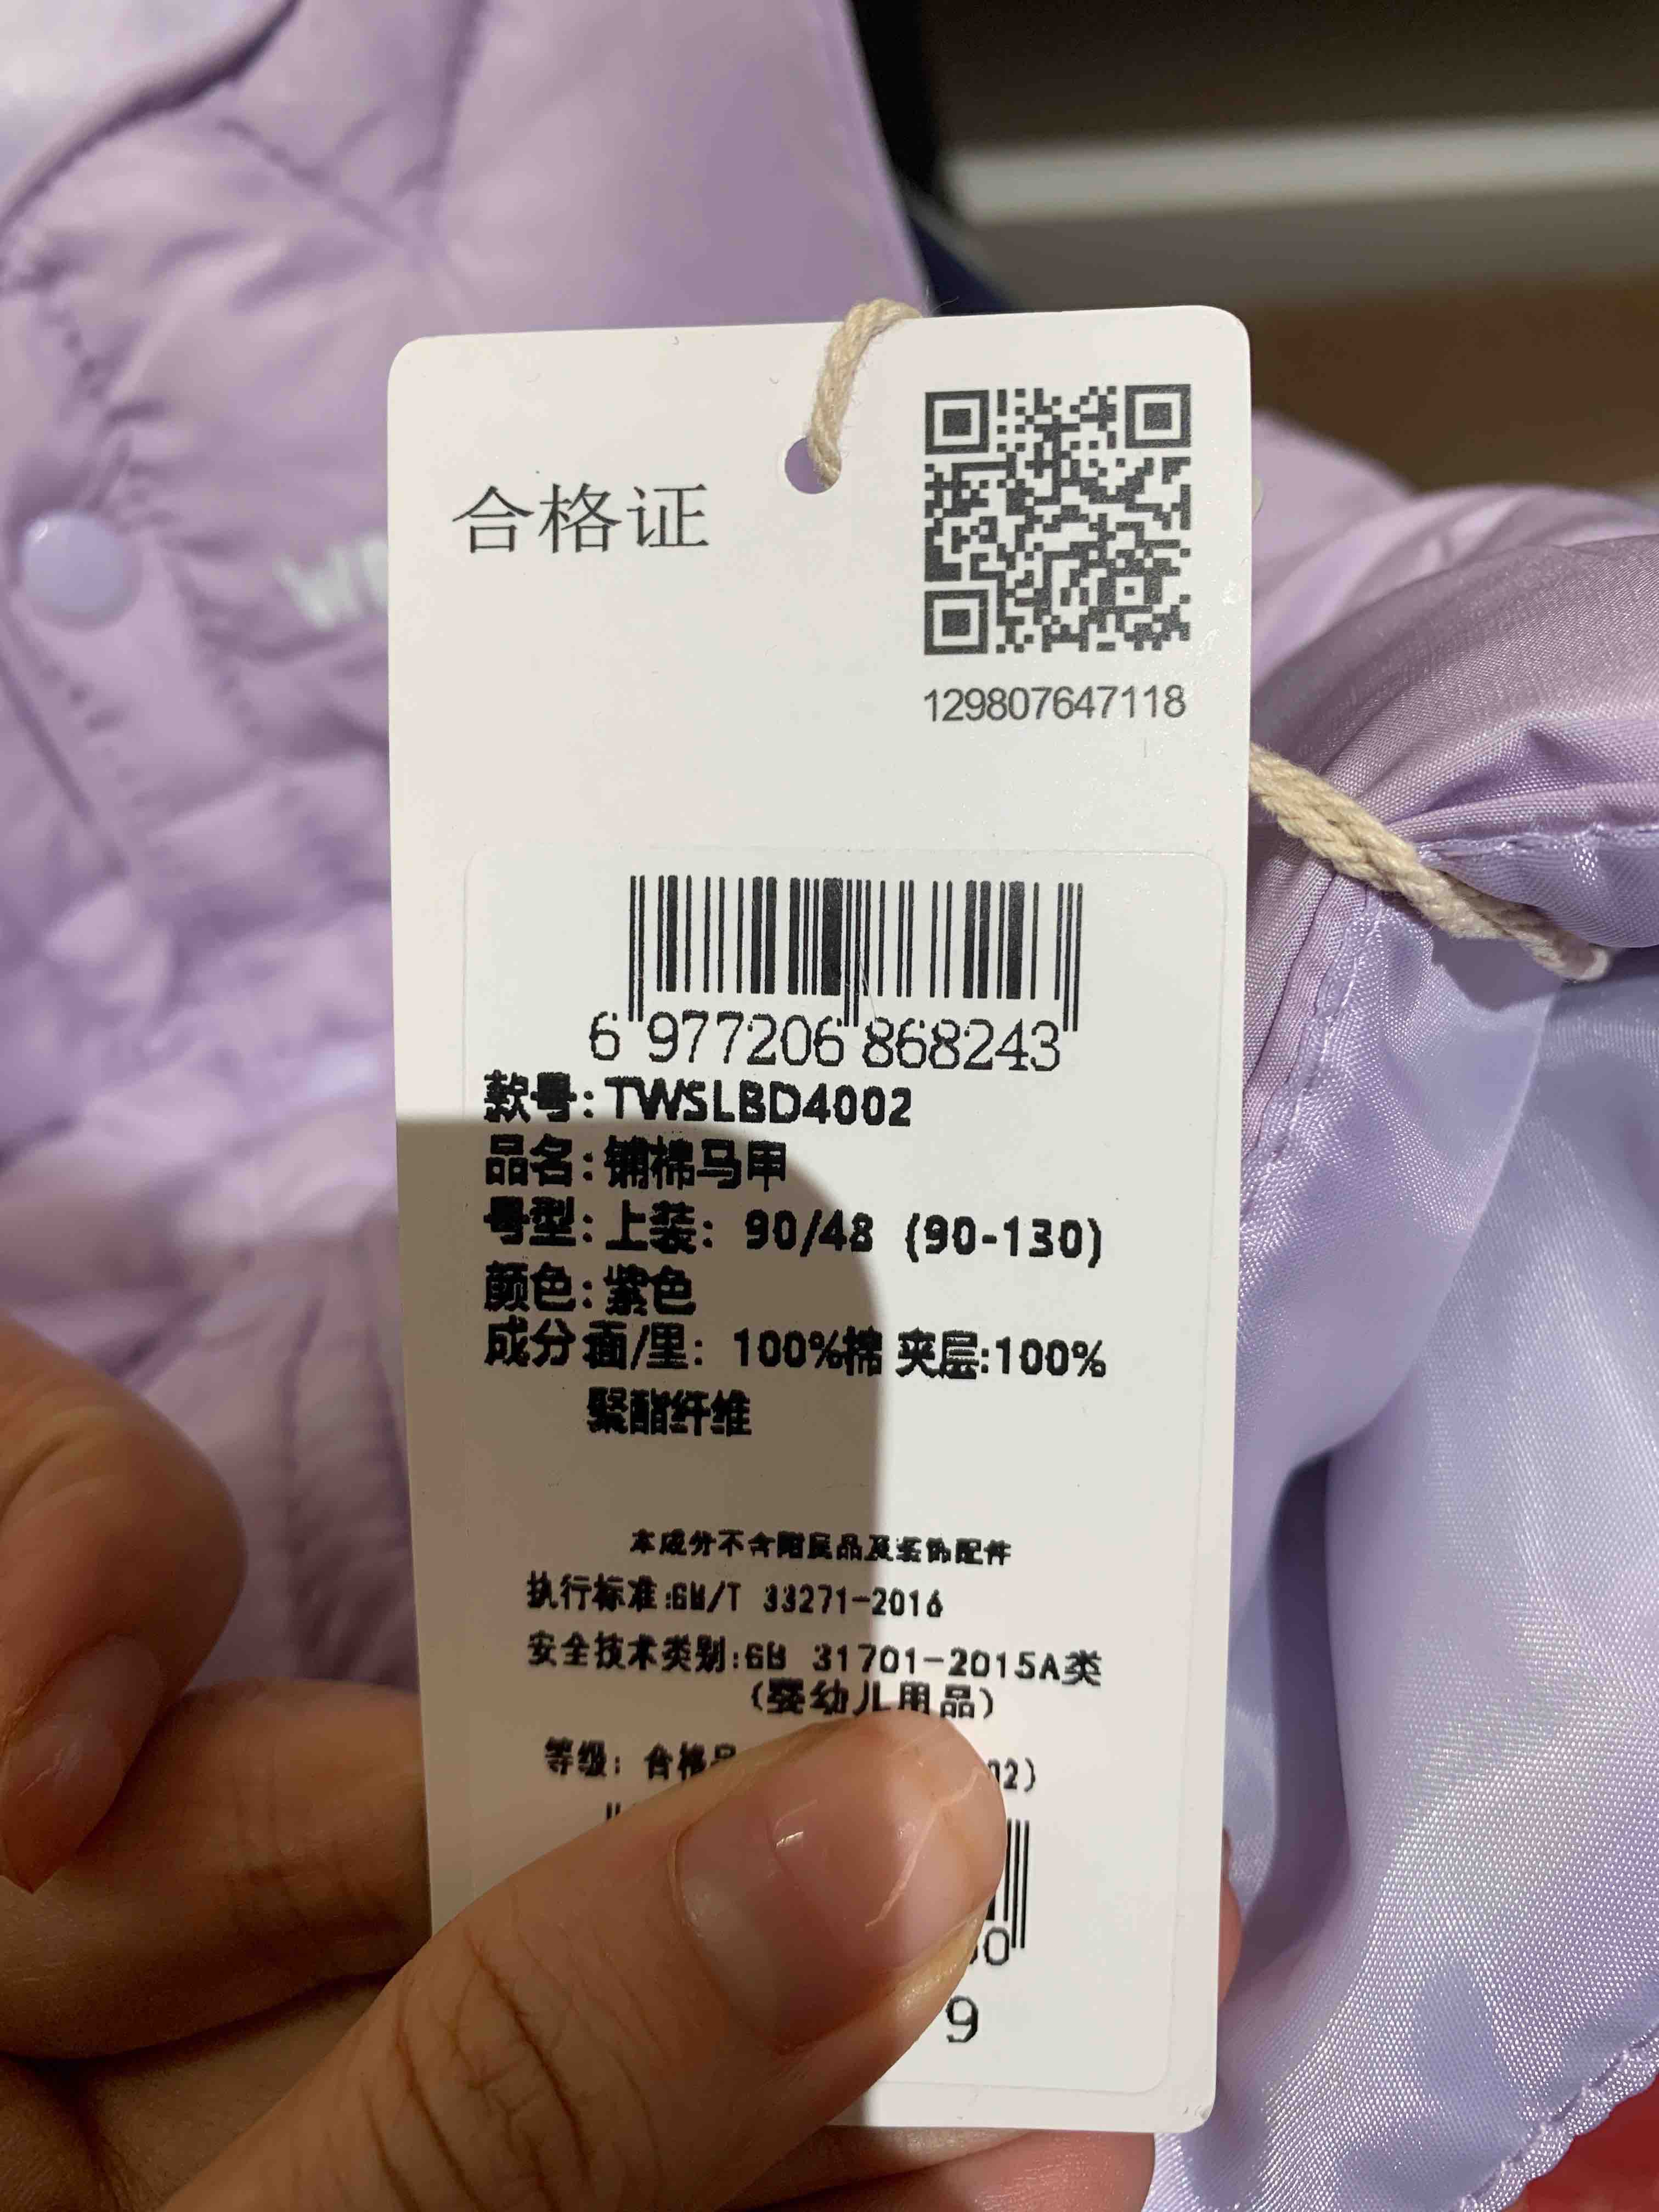 合格证
129807647118
6 977206 868243
款号:TWSLBD4002
品名:铺棉马甲
号型:上装: 90/48 (90-130)
颜色:紫色
成分 面/里: 100%棉 夹层:100%
聚酯纤维
本成分不含附属品及装饰配件
执行标准:GB/T 33271-2016
安全技术类别:GB 31701-2015A类
(婴幼儿用品)
等级: 合格品
9